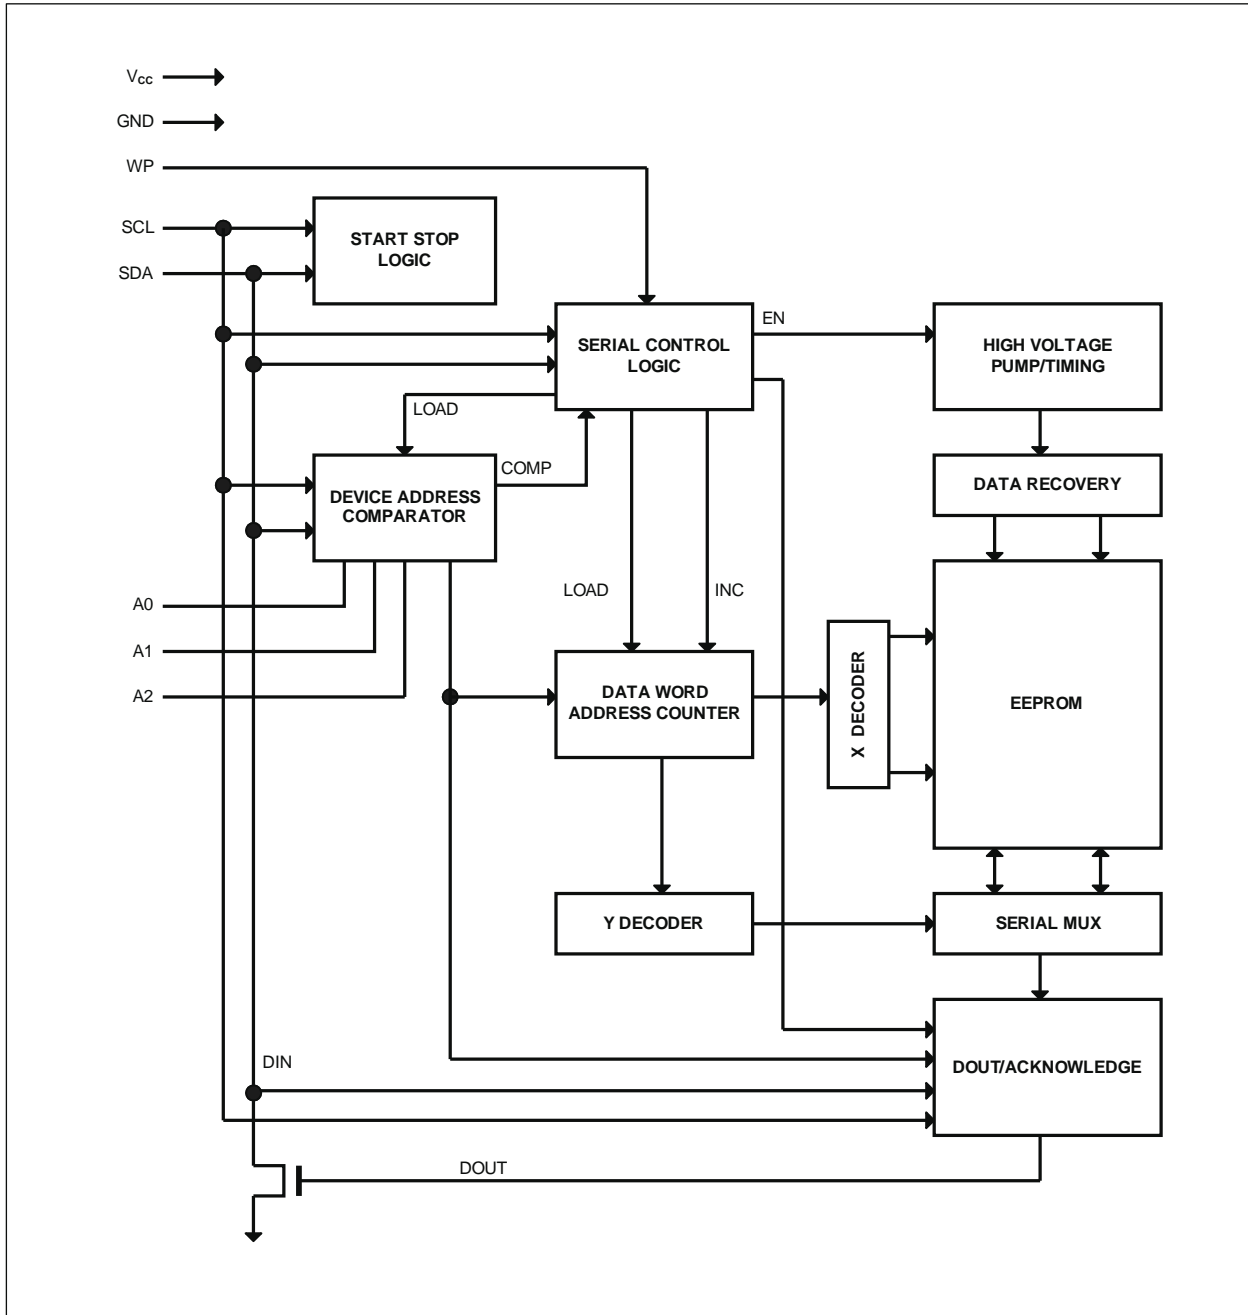 Vcc
GND
WP
SCL
SDA
START STOP
LOGIC
SERIAL CONTROL
LOGIC
EN
HIGH VOLTAGE
PUMP/TIMING
LOAD
COMP
DEVICE ADDRESS
COMPARATOR
DATA RECOVERY
A0
A1
A2
LOAD
INC
DATA WORD
ADDRESS COUNTER
X DECODER
EEPROM
Y DECODER
SERIAL MUX
DIN
DOUT/ACKNOWLEDGE
DOUT